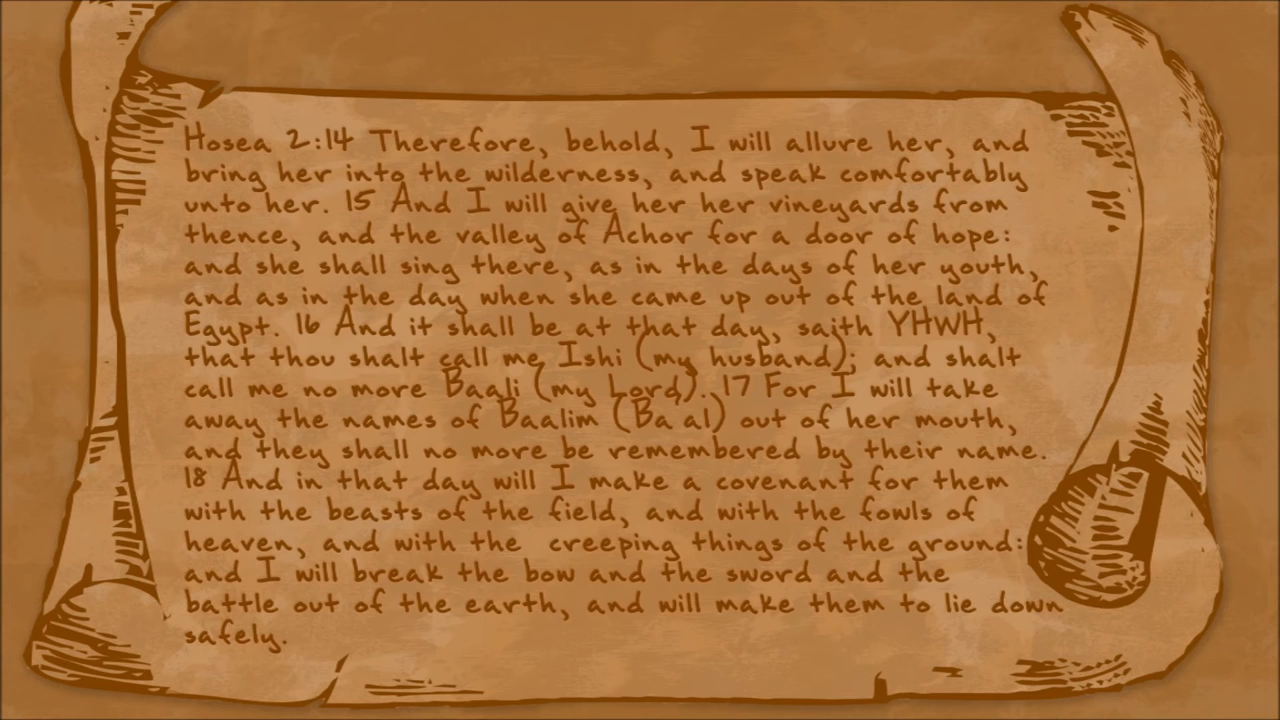 Hosea 2:14 Therefore, behold, I will allure her, and
bring her into the wilderness, and speak comfortably
unto her. 15 And I will give her her vineyards from
thence, and the valley of Achor for a door of hope:
and she shall sing there, as in the days of her youth,
and as in the day when she came up out of the land of
Egypt. 16 And it shall be at that day, saith YHWH,
that thou shalt call me Ishi (my husband); and shalt
call me no more Baali (my Lord). 17 For I will take
away the names of Baalim (Ba'al) out of her mouth,
and they shall no more be remembered by their name.
18 And in that day will I make a covenant for them
with the beasts of the field, and with the fowls of
heaven, and with the creeping things of the ground:
and I will break the bow and the sword and the
battle out of the earth, and will make them to lie down
safely.